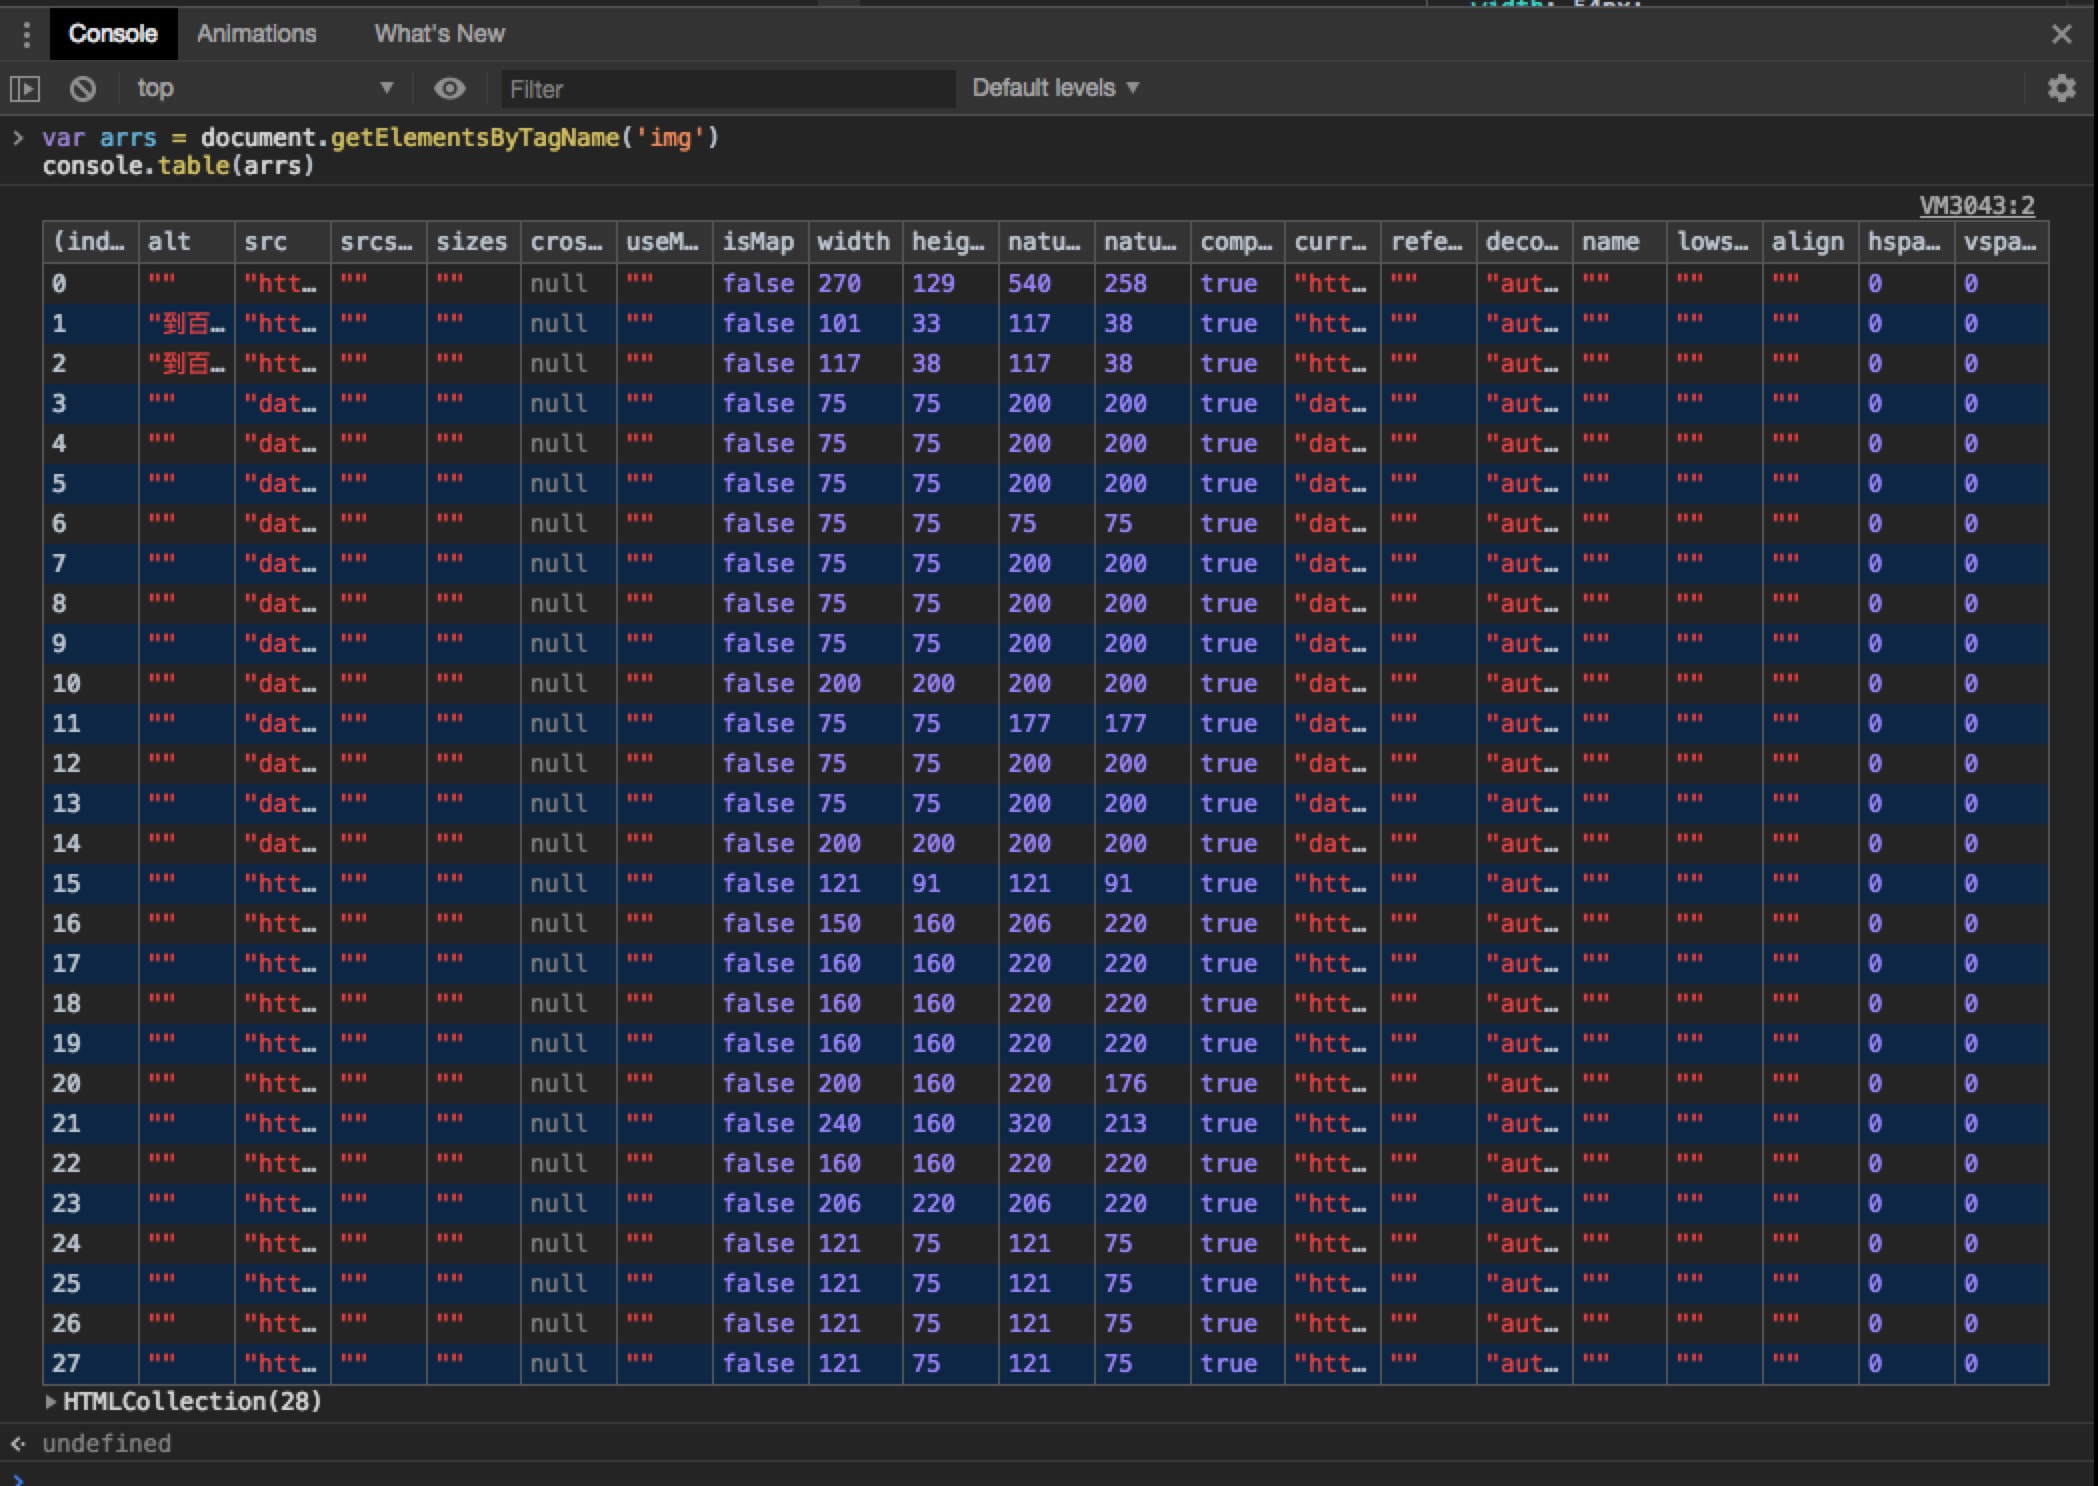 Console Animations What's New
top Filter Default levels
var arrs = document.getElementsByTagName('img')
console.table(arrs)
VM3043:2
(ind… alt src srcs… sizes cros… useM… isMap width heig… natu… natu… comp… curr… refe… deco… name lows… align hspa… vspa…
0 "" "htt… "" "" null "" false 270 129 540 258 true "htt… "" "aut… "" "" "" 0 0
1 "到百… "htt… "" "" null "" false 101 33 117 38 true "htt… "" "aut… "" "" "" 0 0
2 "到百… "htt… "" "" null "" false 117 38 117 38 true "htt… "" "aut… "" "" "" 0 0
3 "" "dat… "" "" null "" false 75 75 200 200 true "dat… "" "aut… "" "" "" 0 0
4 "" "dat… "" "" null "" false 75 75 200 200 true "dat… "" "aut… "" "" "" 0 0
5 "" "dat… "" "" null "" false 75 75 200 200 true "dat… "" "aut… "" "" "" 0 0
6 "" "dat… "" "" null "" false 75 75 75 75 true "dat… "" "aut… "" "" "" 0 0
7 "" "dat… "" "" null "" false 75 75 200 200 true "dat… "" "aut… "" "" "" 0 0
8 "" "dat… "" "" null "" false 75 75 200 200 true "dat… "" "aut… "" "" "" 0 0
9 "" "dat… "" "" null "" false 75 75 200 200 true "dat… "" "aut… "" "" "" 0 0
10 "" "dat… "" "" null "" false 200 200 200 200 true "dat… "" "aut… "" "" "" 0 0
11 "" "dat… "" "" null "" false 75 75 177 177 true "dat… "" "aut… "" "" "" 0 0
12 "" "dat… "" "" null "" false 75 75 200 200 true "dat… "" "aut… "" "" "" 0 0
13 "" "dat… "" "" null "" false 75 75 200 200 true "dat… "" "aut… "" "" "" 0 0
14 "" "dat… "" "" null "" false 200 200 200 200 true "dat… "" "aut… "" "" "" 0 0
15 "" "htt… "" "" null "" false 121 91 121 91 true "htt… "" "aut… "" "" "" 0 0
16 "" "htt… "" "" null "" false 150 160 206 220 true "htt… "" "aut… "" "" "" 0 0
17 "" "htt… "" "" null "" false 160 160 220 220 true "htt… "" "aut… "" "" "" 0 0
18 "" "htt… "" "" null "" false 160 160 220 220 true "htt… "" "aut… "" "" "" 0 0
19 "" "htt… "" "" null "" false 160 160 220 220 true "htt… "" "aut… "" "" "" 0 0
20 "" "htt… "" "" null "" false 200 160 220 176 true "htt… "" "aut… "" "" "" 0 0
21 "" "htt… "" "" null "" false 240 160 320 213 true "htt… "" "aut… "" "" "" 0 0
22 "" "htt… "" "" null "" false 160 160 220 220 true "htt… "" "aut… "" "" "" 0 0
23 "" "htt… "" "" null "" false 206 220 206 220 true "htt… "" "aut… "" "" "" 0 0
24 "" "htt… "" "" null "" false 121 75 121 75 true "htt… "" "aut… "" "" "" 0 0
25 "" "htt… "" "" null "" false 121 75 121 75 true "htt… "" "aut… "" "" "" 0 0
26 "" "htt… "" "" null "" false 121 75 121 75 true "htt… "" "aut… "" "" "" 0 0
27 "" "htt… "" "" null "" false 121 75 121 75 true "htt… "" "aut… "" "" "" 0 0
HTMLCollection(28)
undefined